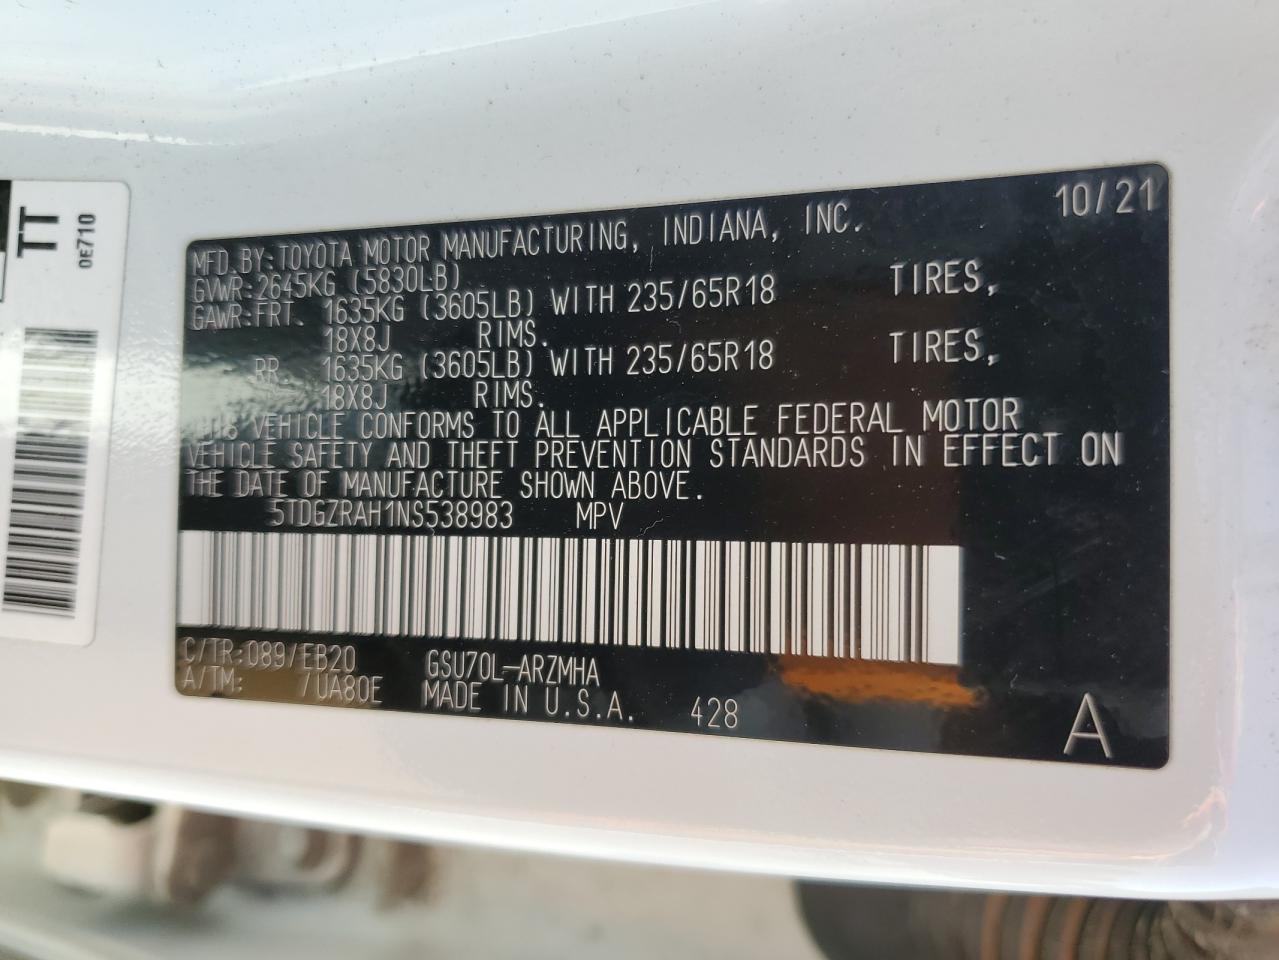 TT
0E710
10/21
MFD.BY:TOYOTA MOTOR MANUFACTURING, INDIANA, INC.
GVWR:2645KG (5830LB)
GAWR:FRT. 1635KG (3605LB) WITH 235/65R18 TIRES,
18X8J RIMS.
RR. 1635KG (3605LB) WITH 235/65R18 TIRES,
18X8J RIMS.
THIS VEHICLE CONFORMS TO ALL APPLICABLE FEDERAL MOTOR
VEHICLE SAFETY AND THEFT PREVENTION STANDARDS IN EFFECT ON
THE DATE OF MANUFACTURE SHOWN ABOVE.
5TDGZRAH1NS538983 MPV
C/TR:089/EB20 GSU70L-ARZMHA
A/TM: /UA80E MADE IN U.S.A. 428
A